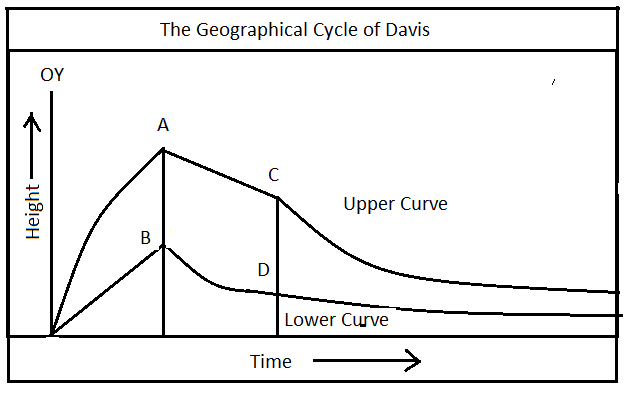 The Geographical Cycle of Davis
OY
A
C
Upper Curve
Height
B
D
Lower Curve
Time